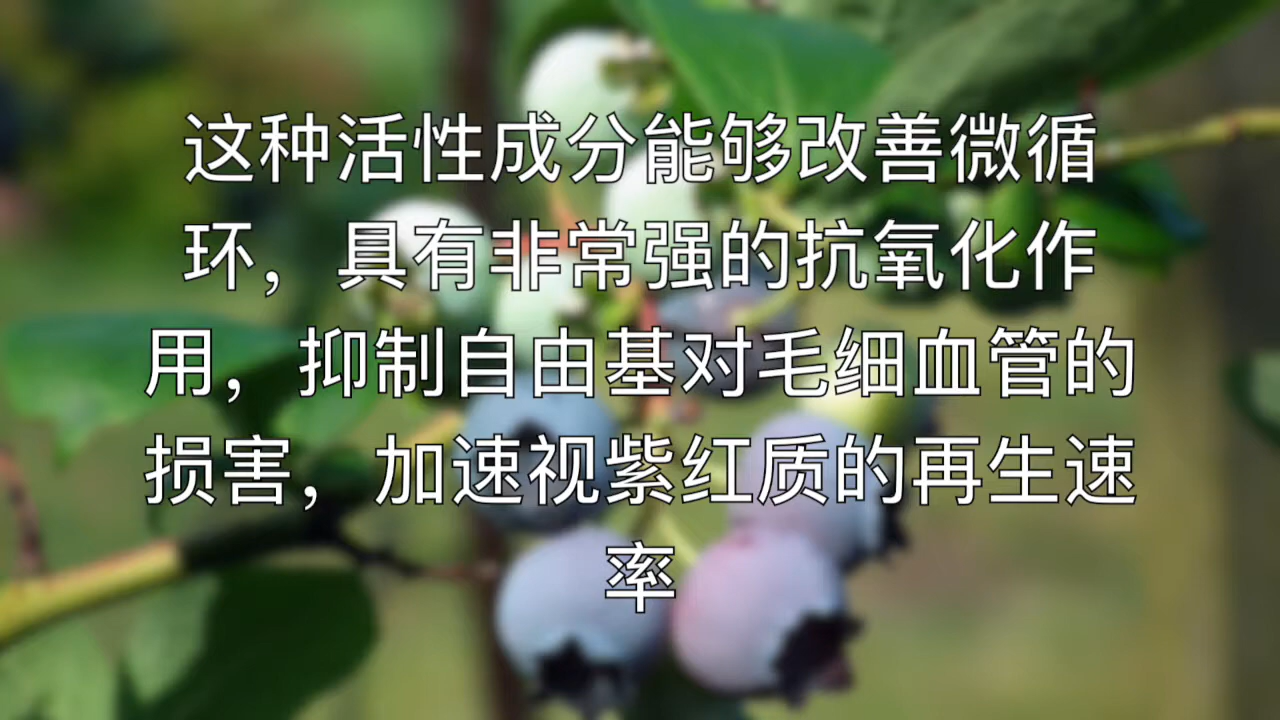 这种活性成分能够改善微循
环，具有非常强的抗氧化作
用，抑制自由基对毛细血管的
损害，加速视紫红质的再生速
率